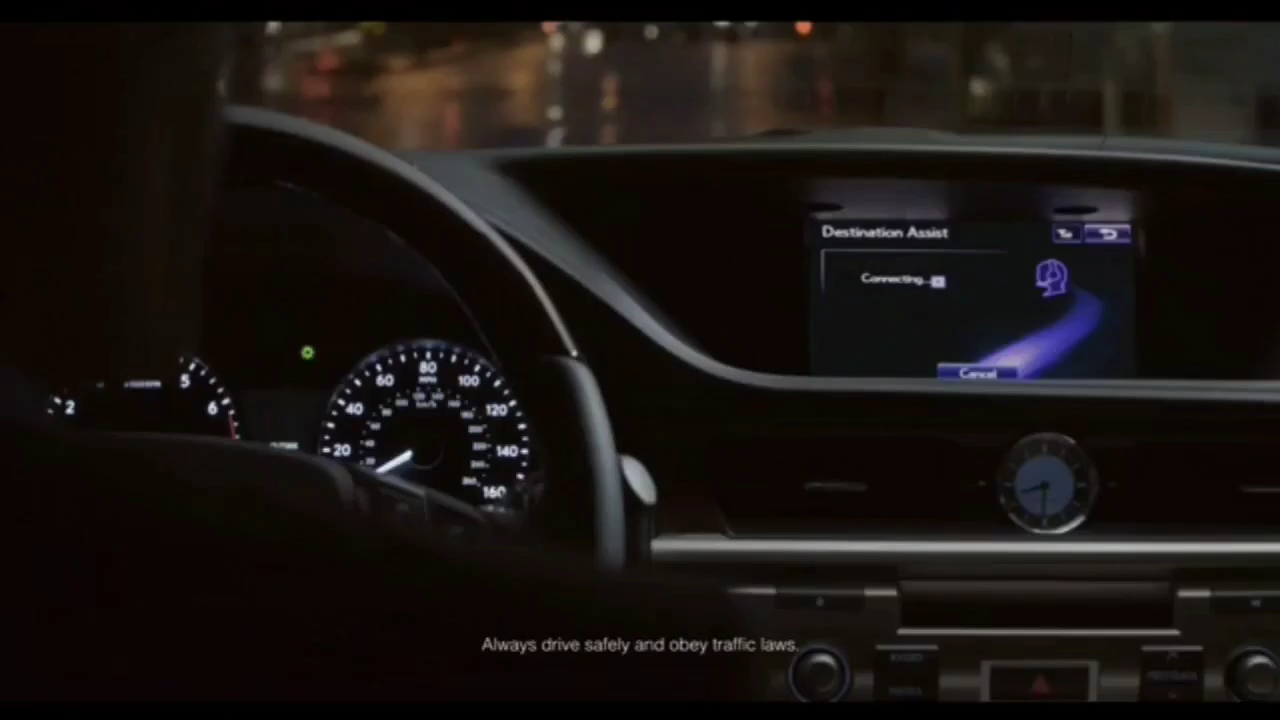 Destination Assist
Connecting...
Cancel
80
MPH
60
100
40
120
20
140
160
5
2
6
Always drive safely and obey traffic laws.